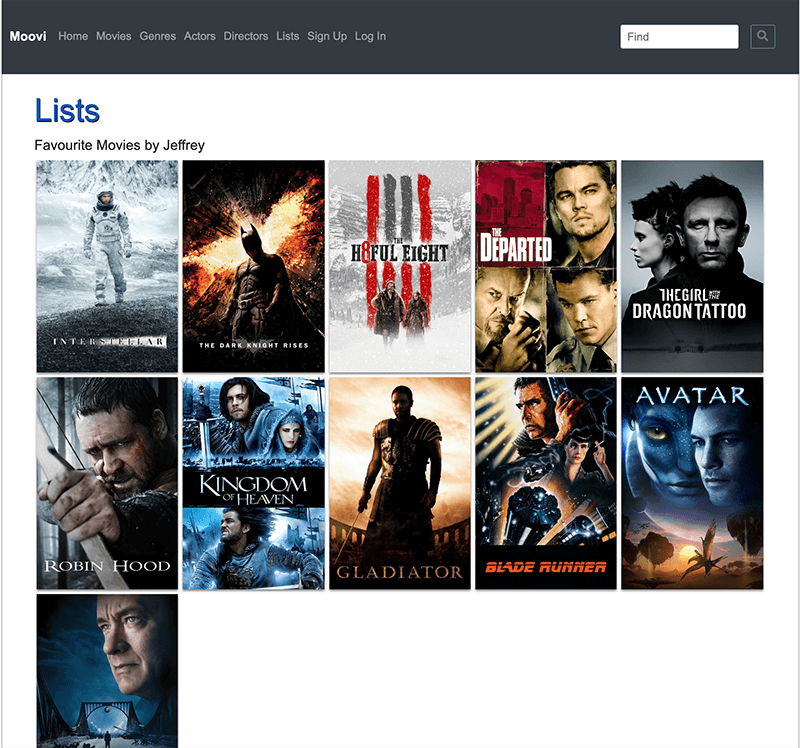 Moovi Home Movies Genres Actors Directors Lists Sign Up Log In Find
Lists
Favourite Movies by Jeffrey
INTERSTELLAR
THE DARK KNIGHT RISES
THE
H8FUL EIGHT
THE
DEPARTED
THE GIRL WITH THE
DRAGON TATTOO
ROBIN HOOD
KINGDOM
OF HEAVEN
GLADIATOR
BLADE RUNNER
AVATAR